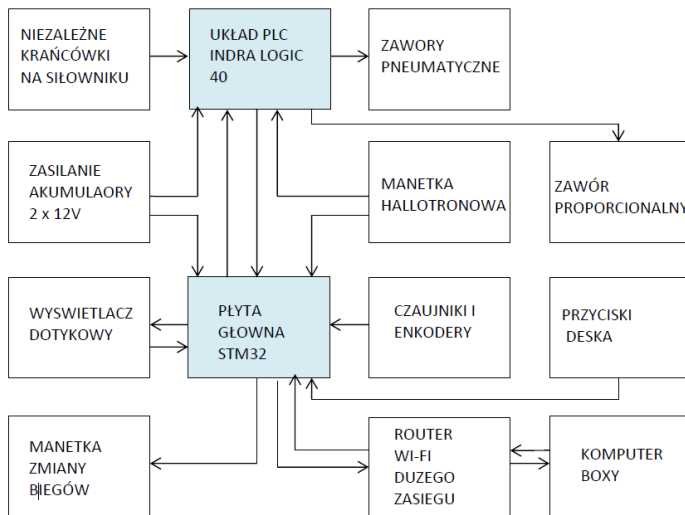 NIEZALEŻNE
KRAŃCÓWKI
NA SIŁOWNIKU
UKŁAD PLC
INDRA LOGIC
40
ZAWORY
PNEUMATYCZNE
ZASILANIE
AKUMULAORY
2 x 12V
MANETKA
HALLOTRONOWA
ZAWÓR
PROPORCIONALNY
WYSWIETLACZ
DOTYKOWY
PŁYTA
GŁOWNA
STM32
CZAUJNIKI I
ENKODERY
PRZYCISKI
DESKA
MANETKA
ZMIANY
BIEGÓW
ROUTER
WI-FI
DUZEGO
ZASIEGU
KOMPUTER
BOXY